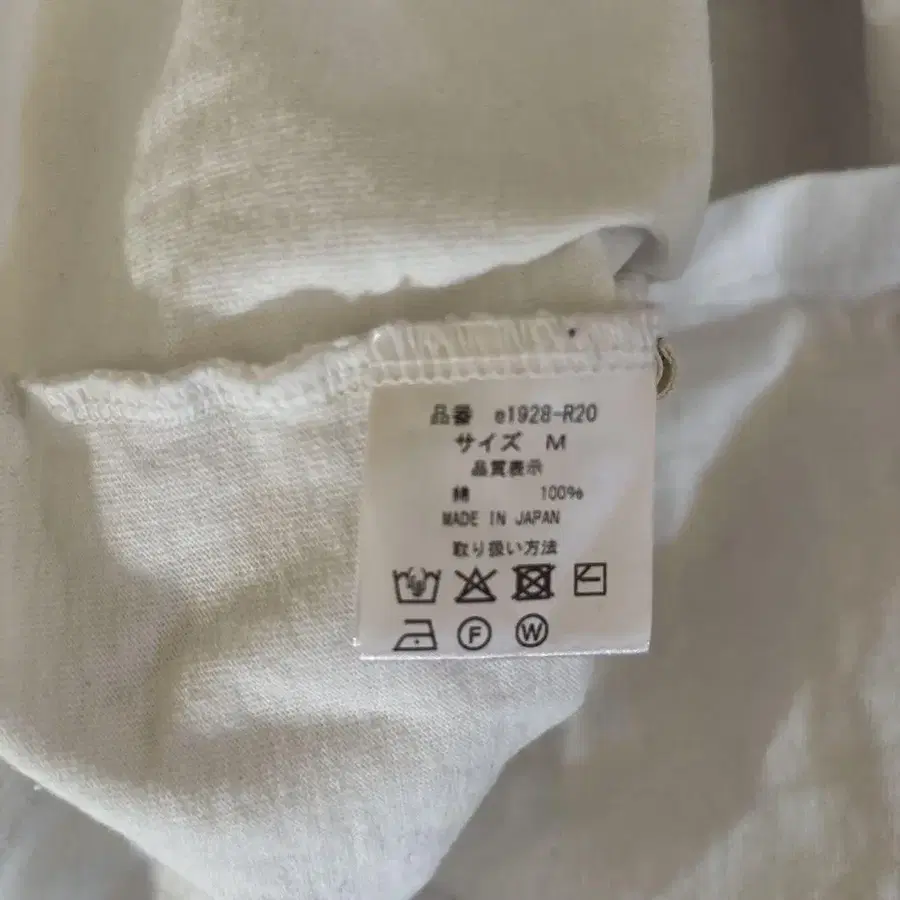 品番 e1928-R20
サイズ M
品質表示
綿 100%
MADE IN JAPAN
取り扱い方法
F W